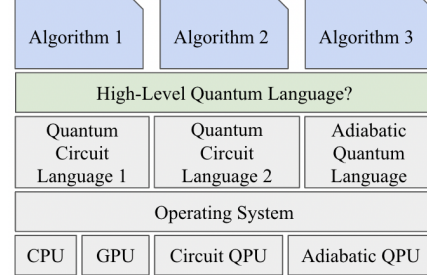 Algorithm 1 Algorithm 2 Algorithm 3
High-Level Quantum Language?
Quantum
Circuit
Language 1
Quantum
Circuit
Language 2
Adiabatic
Quantum
Language
Operating System
CPU GPU Circuit QPU Adiabatic QPU